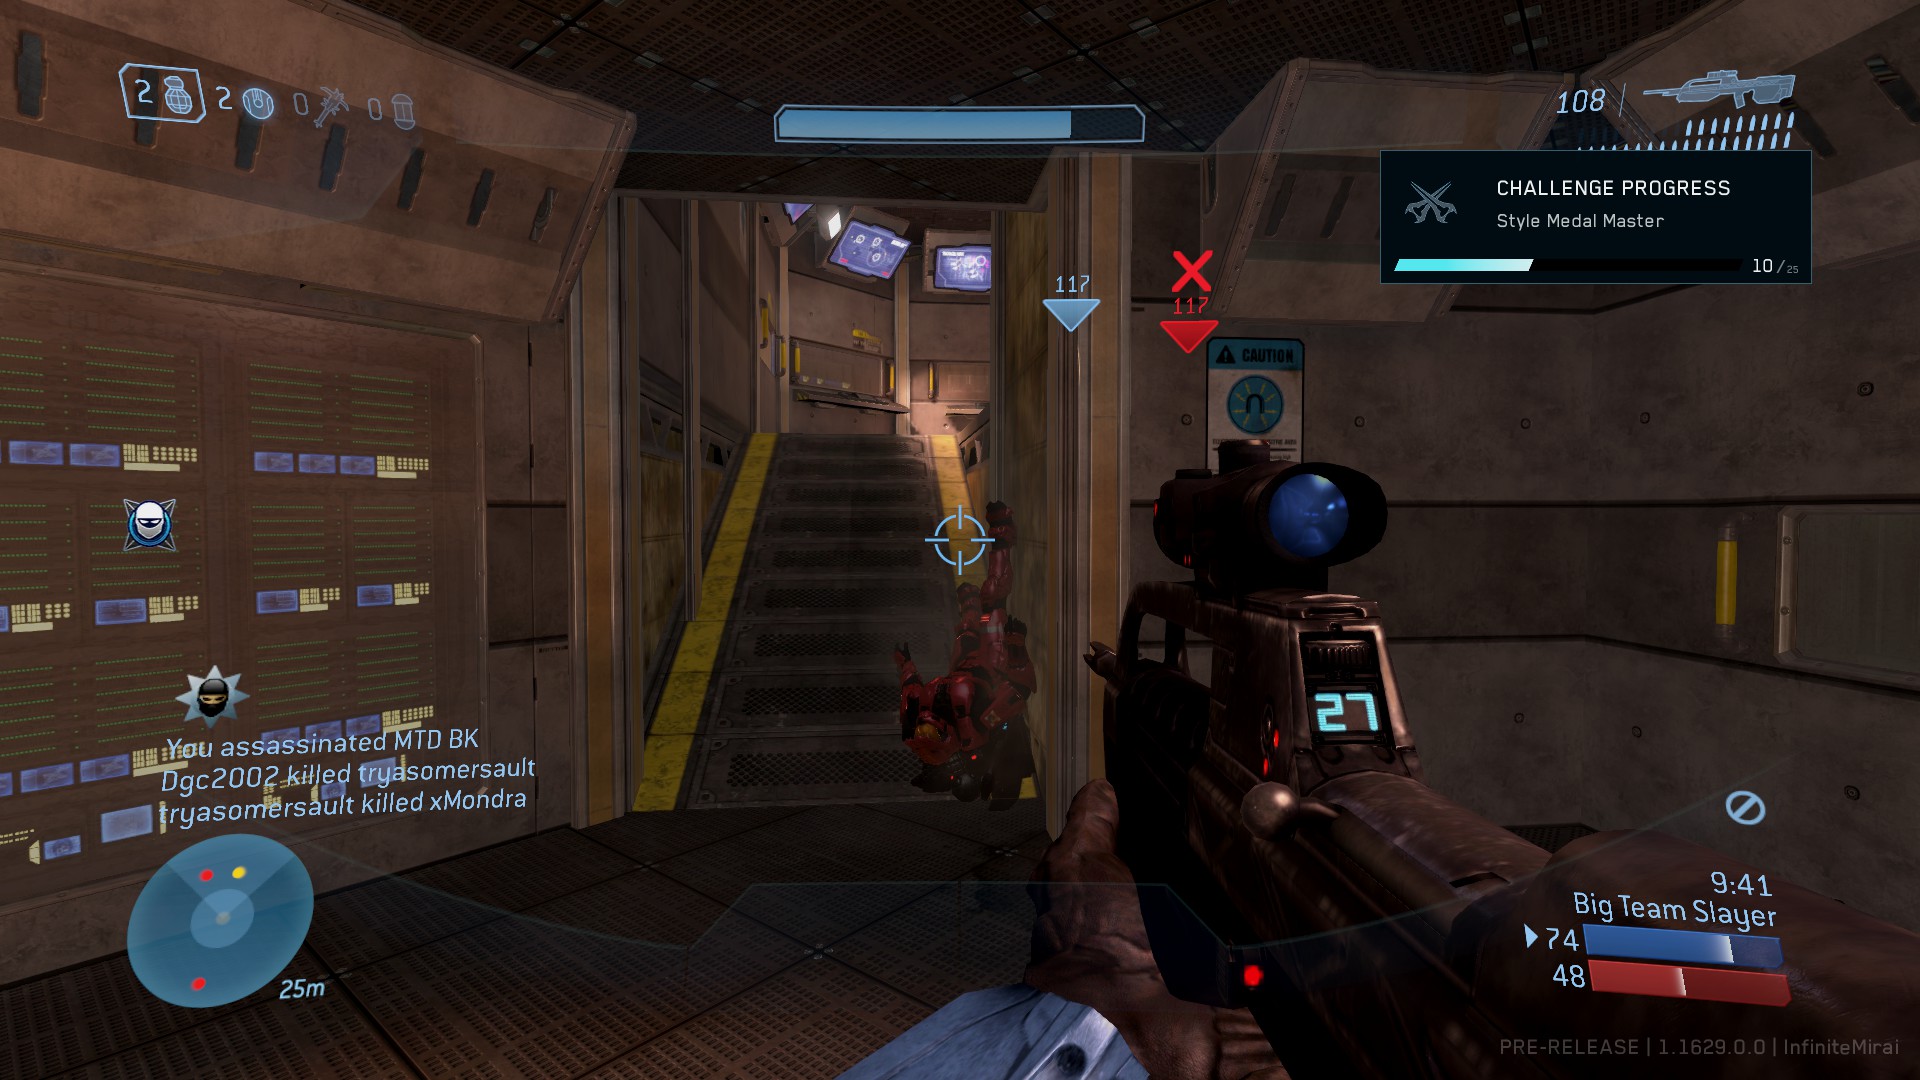 2 2 0 0
108
CHALLENGE PROGRESS
Style Medal Master
10/25
117
117
CAUTION
27
You assassinated MTD BK
Dgc2002 killed tryasomersault
tryasomersault killed xMondra
25m
9:41
Big Team Slayer
74
48
PRE-RELEASE | 1.1629.0.0 | InfiniteMirai